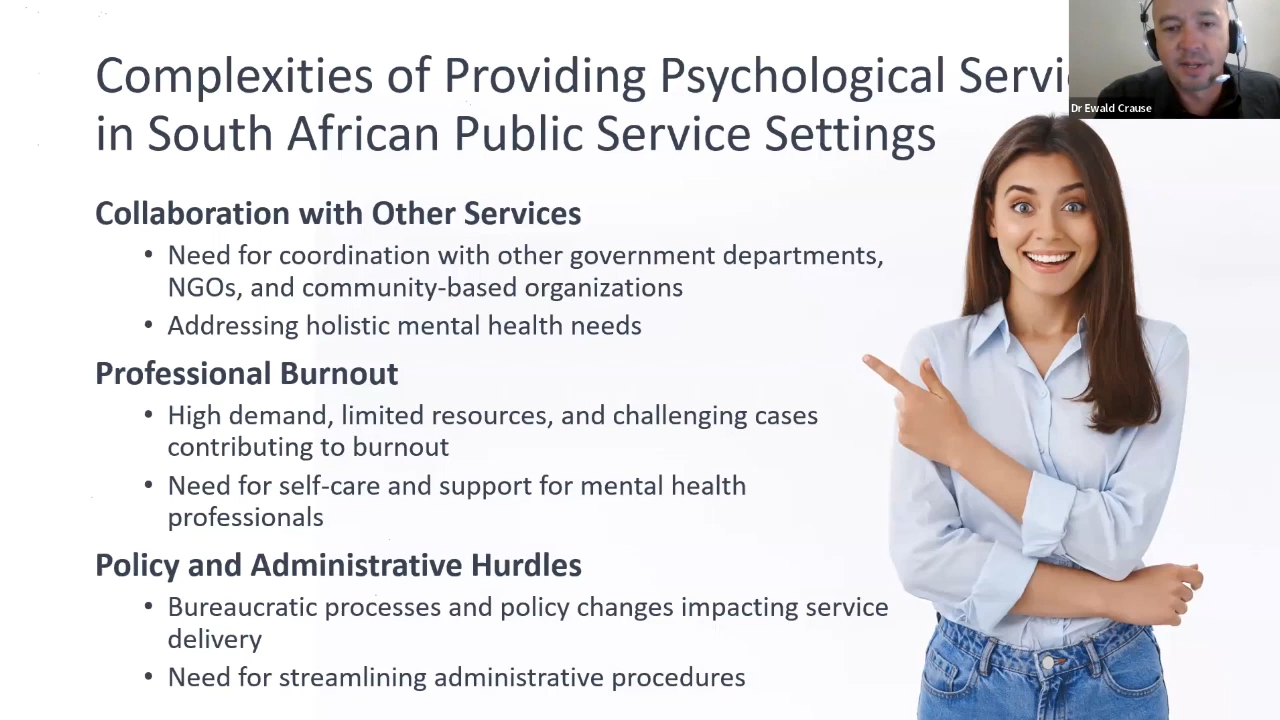 Complexities of Providing Psychological Servi
in South African Public Service Settings
Dr Ewald Crause
Collaboration with Other Services
• Need for coordination with other government departments,
NGOs, and community-based organizations
• Addressing holistic mental health needs
Professional Burnout
• High demand, limited resources, and challenging cases
contributing to burnout
• Need for self-care and support for mental health
professionals
Policy and Administrative Hurdles
• Bureaucratic processes and policy changes impacting service
delivery
• Need for streamlining administrative procedures